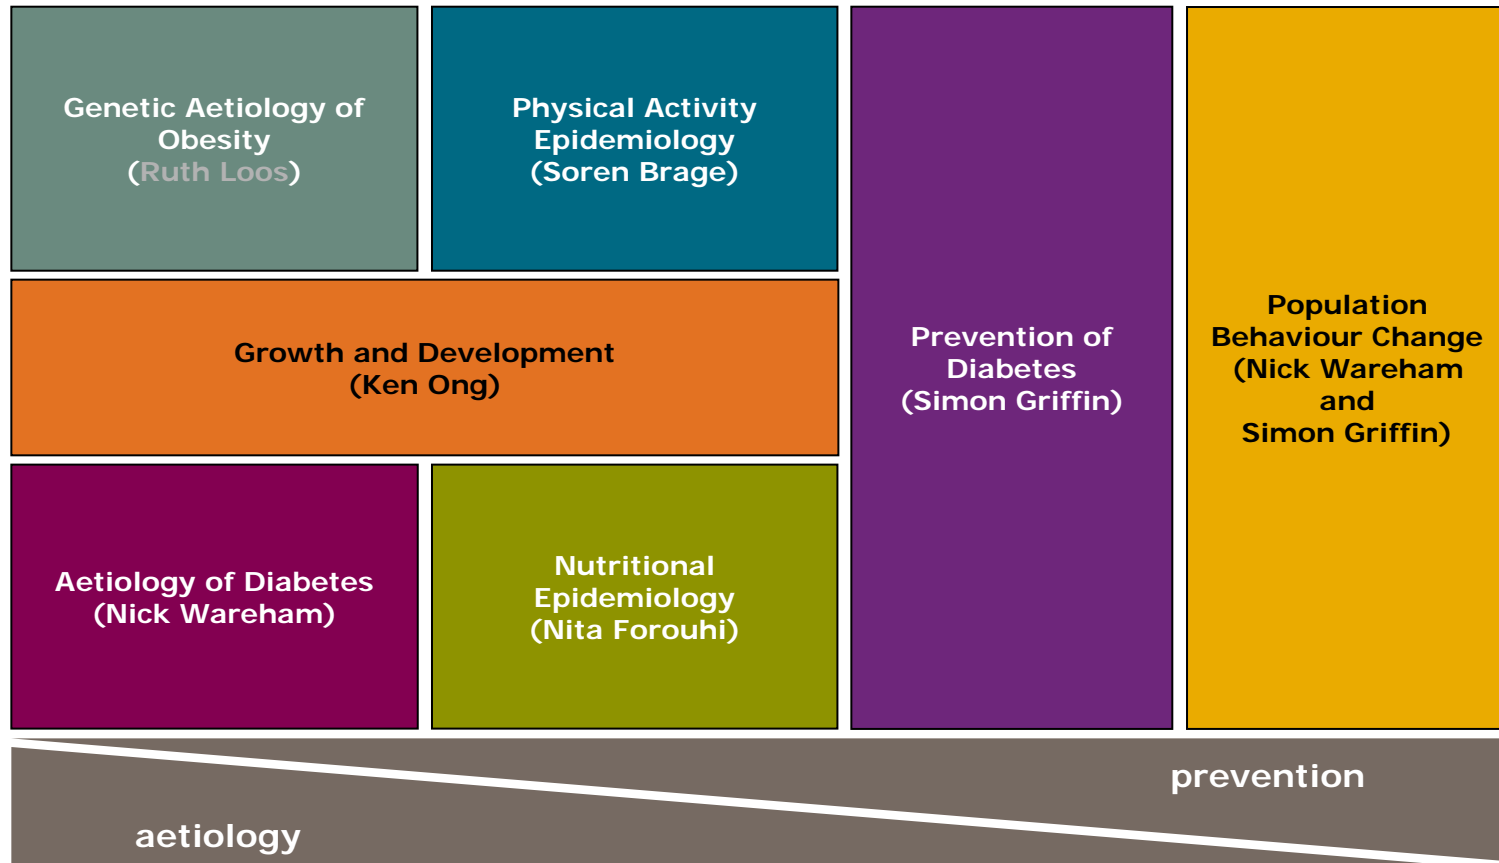 Genetic Aetiology of
Obesity
(Ruth Loos)
Physical Activity
Epidemiology
(Soren Brage)
Growth and Development
(Ken Ong)
Aetiology of Diabetes
(Nick Wareham)
Nutritional
Epidemiology
(Nita Forouhi)
Prevention of
Diabetes
(Simon Griffin)
Population
Behaviour Change
(Nick Wareham
and
Simon Griffin)
prevention
aetiology